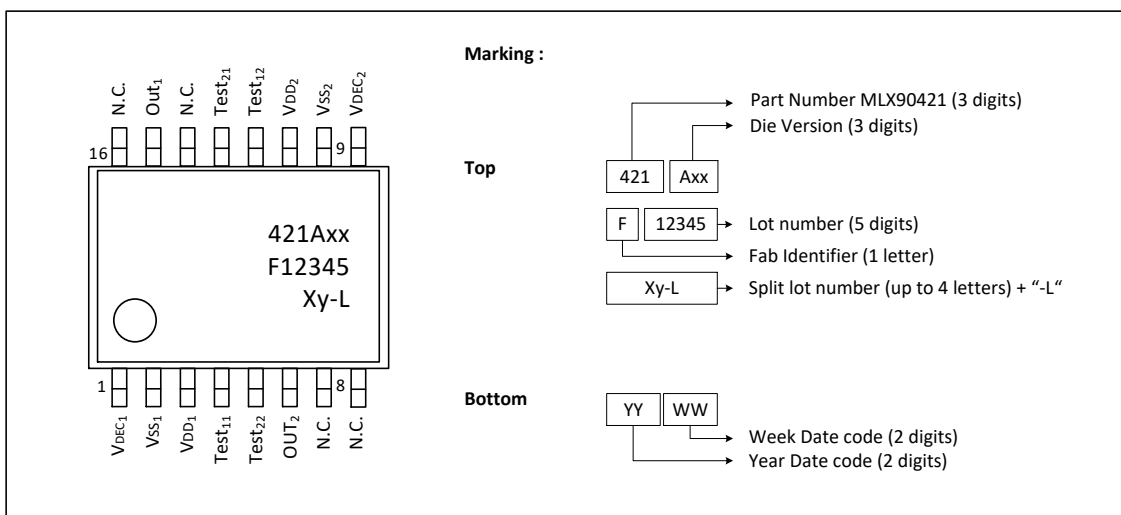 Marking :
N.C. Out1 N.C. Test21 Test12 VDD2 VSS2 VDEC2
16 9
421Axx
F12345
Xy-L
1 8
VDEC1 VSS1 VDD1 Test11 Test22 OUT2 N.C. N.C.
Part Number MLX90421 (3 digits)
Die Version (3 digits)
Top
421 Axx
F 12345 Lot number (5 digits)
Fab Identifier (1 letter)
Xy-L Split lot number (up to 4 letters) + “-L“
Bottom
YY WW
Week Date code (2 digits)
Year Date code (2 digits)